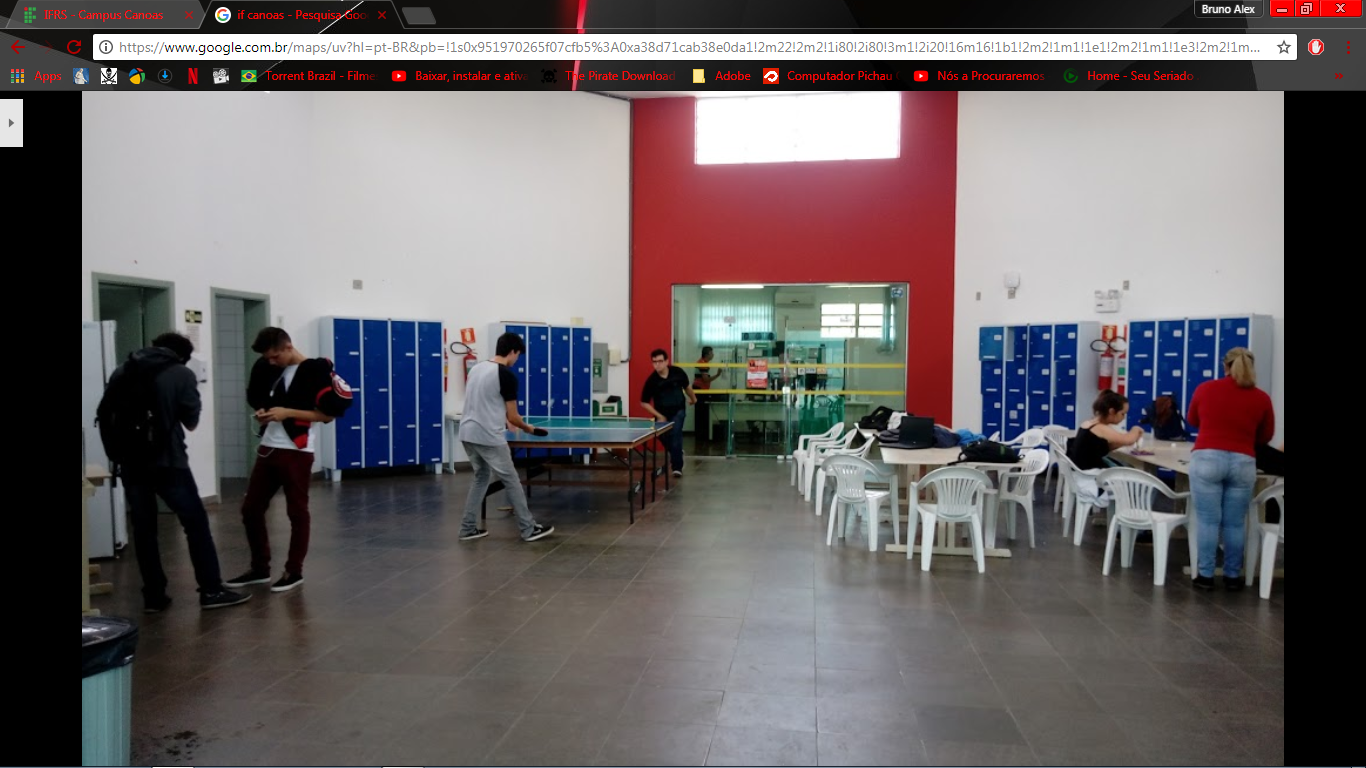 IFRS - Campus Canoas
if canoas - Pesquisa Goo
Bruno Alex
https://www.google.com.br/maps/uv?hl=pt-BR&pb=!1s0x951970265f07cfb5%3A0xa38d71cab38e0da1!2m22!2m2!1i80!2i80!3m1!2i20!16m16!1b1!2m2!1m1!1e1!2m2!1m1!1e3!2m2!1m...
Apps
Torrent Brazil - Filme
Baixar, instalar e ativa
The Pirate Download
Adobe
Computador Pichau
Nós a Procuraremos
Home - Seu Seriado
»